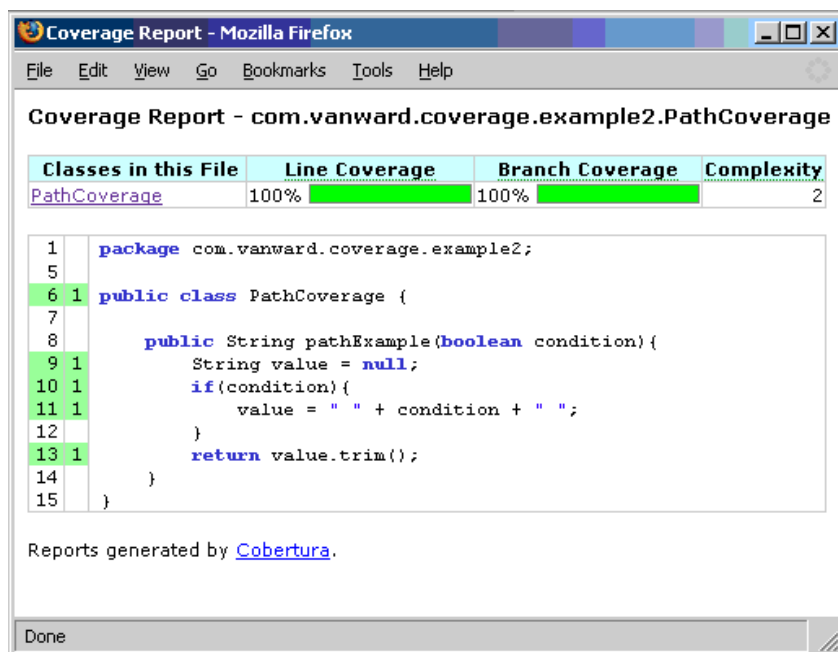 Coverage Report - Mozilla Firefox
File Edit View Go Bookmarks Tools Help
Coverage Report - com.vanward.coverage.example2.PathCoverage
Classes in this File Line Coverage Branch Coverage Complexity
PathCoverage 100% 100% 2
1 package com.vanward.coverage.example2;
5
6 1 public class PathCoverage {
7
8 public String pathExample(boolean condition){
9 1 String value = null;
10 1 if(condition){
11 1 value = " " + condition + " ";
12 }
13 1 return value.trim();
14 }
15 }
Reports generated by Cobertura.
Done